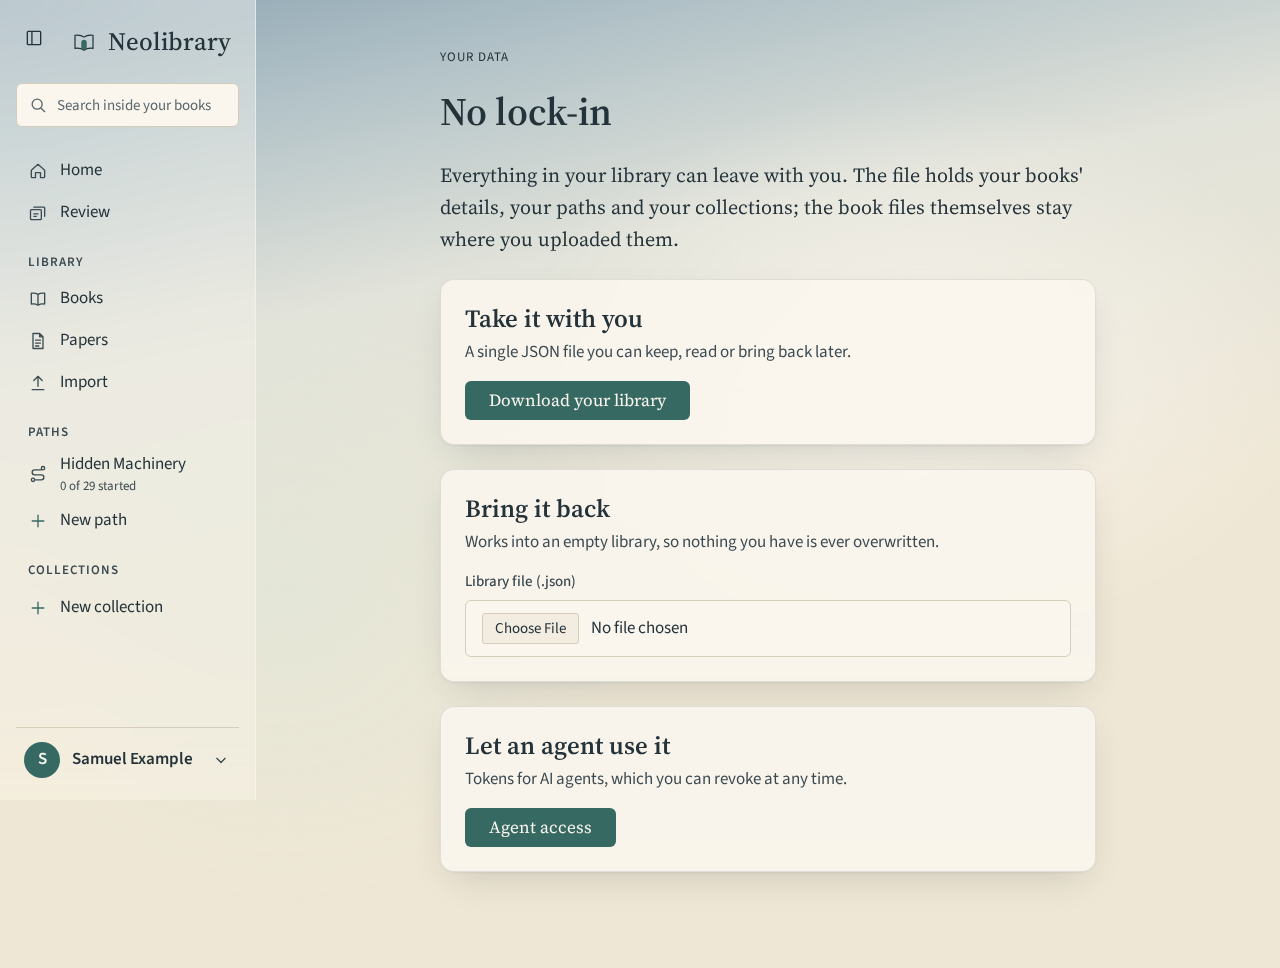 Neolibrary
Search inside your books
Home
Review
LIBRARY
Books
Papers
Import
PATHS
Hidden Machinery
0 of 29 started
New path
COLLECTIONS
New collection
S
Samuel Example
YOUR DATA
No lock-in
Everything in your library can leave with you. The file holds your books'
details, your paths and your collections; the book files themselves stay
where you uploaded them.
Take it with you
A single JSON file you can keep, read or bring back later.
Download your library
Bring it back
Works into an empty library, so nothing you have is ever overwritten.
Library file (.json)
Choose File No file chosen
Let an agent use it
Tokens for AI agents, which you can revoke at any time.
Agent access